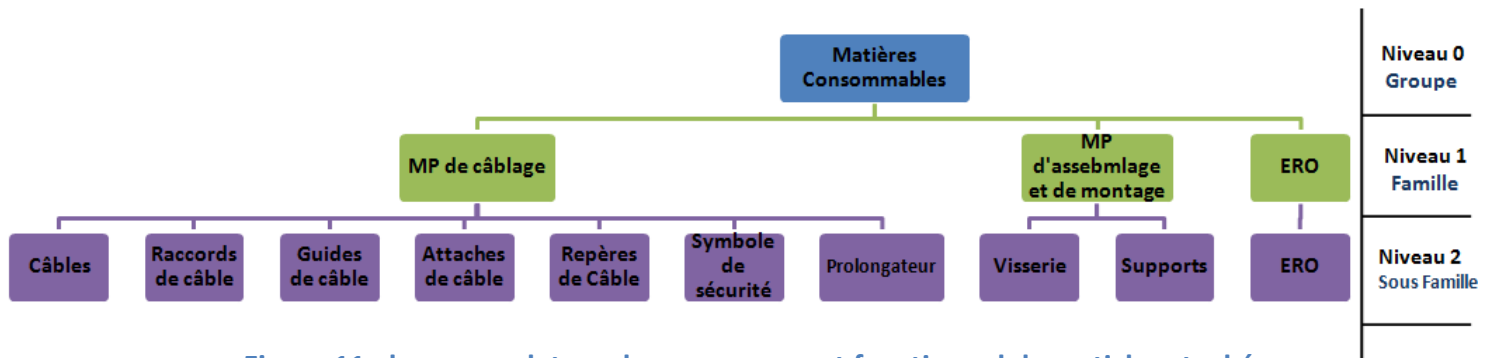 Matières
Consommables
Niveau 0
Groupe
MP de câblage
MP
d'assebmlage
et de montage
ERO
Niveau 1
Famille
Câbles
Raccords
de câble
Guides
de câble
Attaches
de câble
Repères
de Câble
Symbole
de
sécurité
Prolongateur
Visserie
Supports
ERO
Niveau 2
Sous Famille